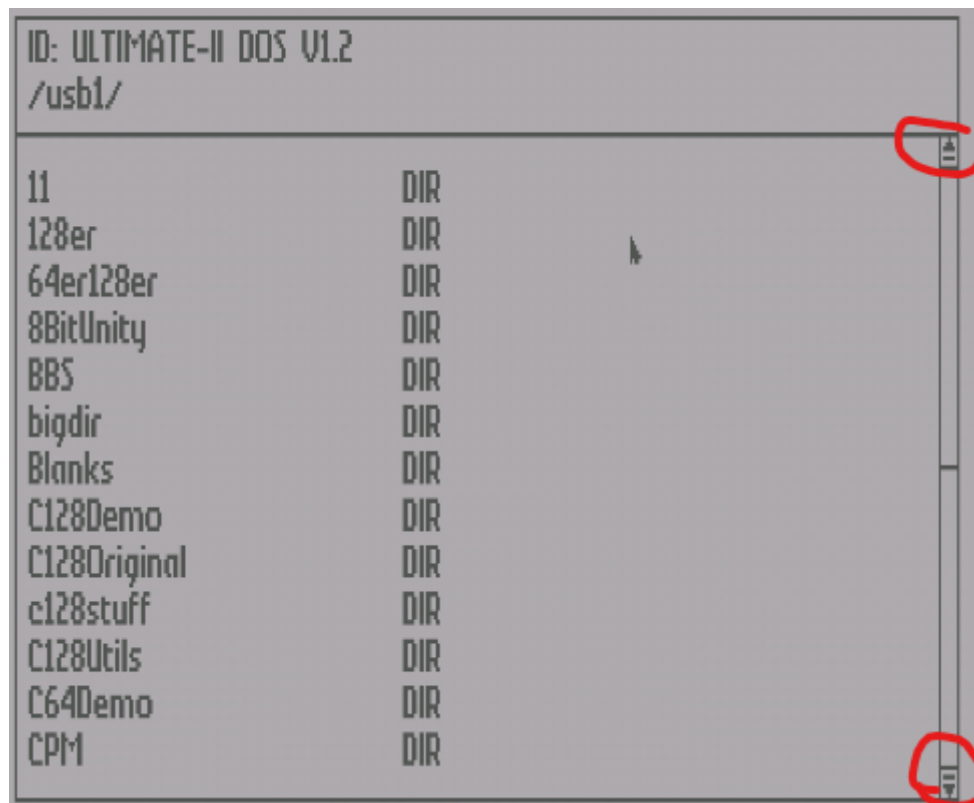 ID: ULTIMATE-II DOS V1.2
/usb1/
11 DIR
128er DIR
64er128er DIR
8BitUnity DIR
BBS DIR
bigdir DIR
Blanks DIR
C128Demo DIR
C128Original DIR
c128stuff DIR
C128Utils DIR
C64Demo DIR
CPM DIR